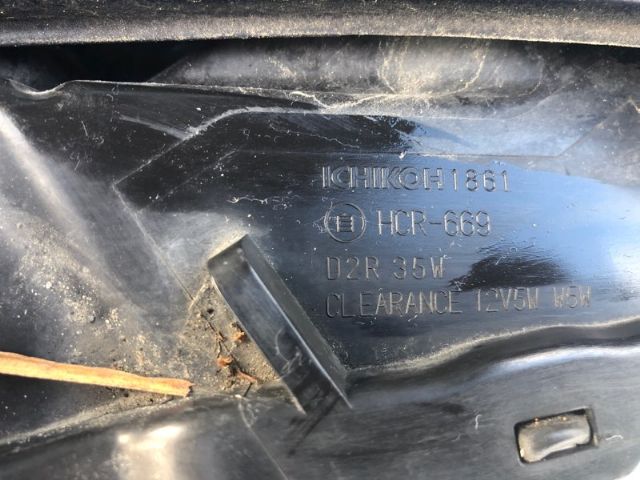 ICHIKOH 1861
HCR-669
D2R 35W
CLEARANCE 12V5W W5W